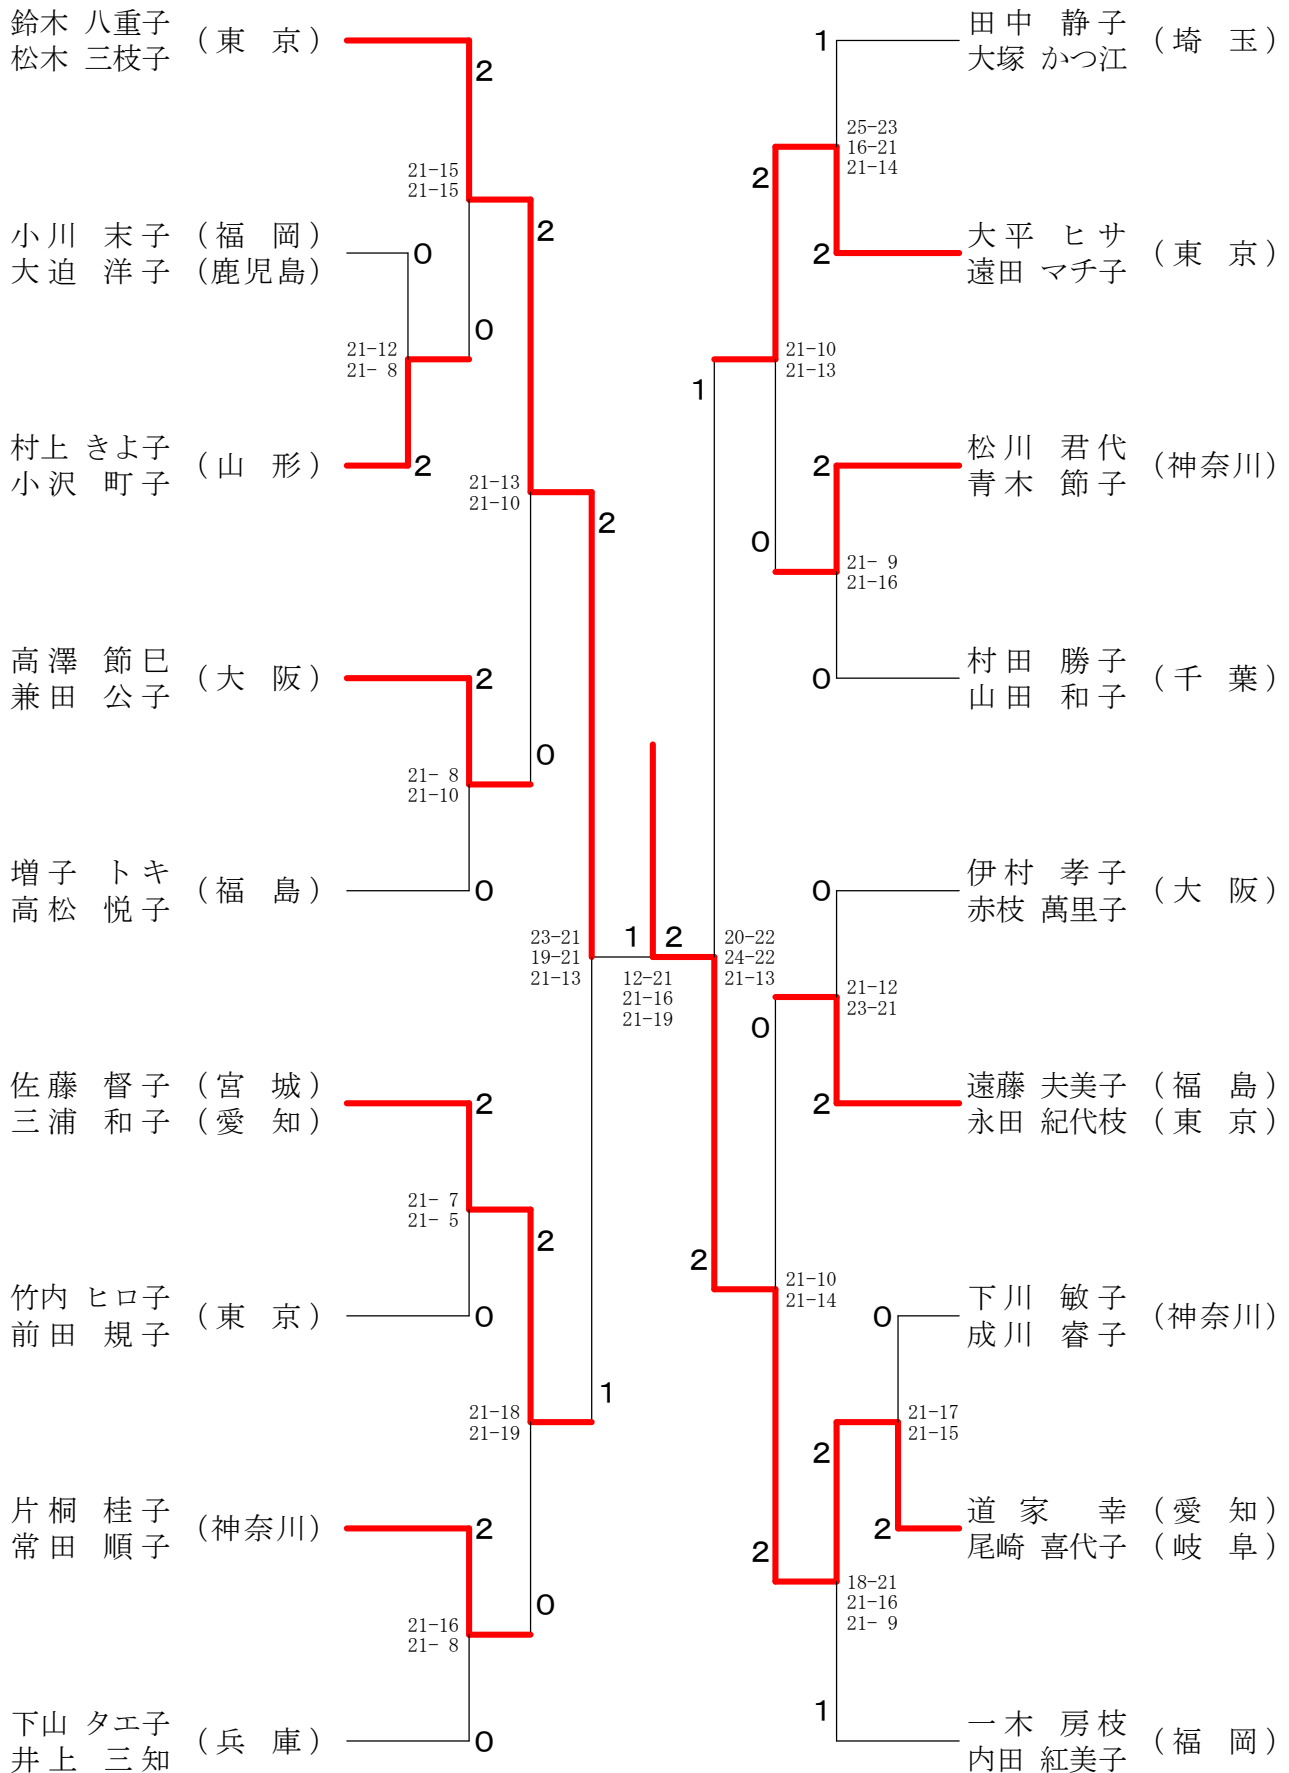 鈴木 八重子
松木 三枝子
(東 京)
2
21-15
21-15
小川 末子 (福 岡)
大迫 洋子 (鹿児島)
0
2
0
21-12
21- 8
村上 きよ子
小沢 町子
(山 形)
2
21-13
21-10
2
高澤 節巳
兼田 公子
(大 阪)
2
0
21- 8
21-10
増子 トキ
高松 悦子
(福 島)
0
23-21
19-21
21-13
1
2
12-21
21-16
21-19
佐藤 督子 (宮 城)
三浦 和子 (愛 知)
2
21- 7
21- 5
2
竹内 ヒロ子
前田 規子
(東 京)
0
1
21-18
21-19
片桐 桂子
常田 順子
(神奈川)
2
0
21-16
21- 8
下山 タエ子
井上 三知
(兵 庫)
0
1
田中 静子
大塚 かつ江
(埼 玉)
25-23
16-21
21-14
2
2
大平 ヒサ
遠田 マチ子
(東 京)
21-10
21-13
1
2
松川 君代
青木 節子
(神奈川)
0
21- 9
21-16
0
村田 勝子
山田 和子
(千 葉)
0
伊村 孝子
赤枝 萬里子
(大 阪)
20-22
24-22
21-13
21-12
23-21
0
2
遠藤 夫美子 (福 島)
永田 紀代枝 (東 京)
2
21-10
21-14
0
下川 敏子
成川 睿子
(神奈川)
21-17
21-15
2
2
道家 幸 (愛 知)
尾崎 喜代子 (岐 阜)
2
18-21
21-16
21- 9
1
一木 房枝
内田 紅美子
(福 岡)